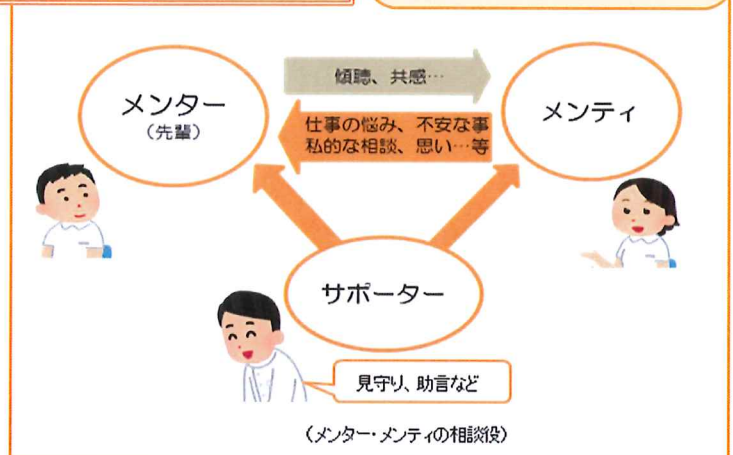 傾聴、共感…
メンター
（先輩）
メンティ
仕事の悩み、不安な事
私的な相談、思い…等
サポーター
見守り、助言など
（メンター・メンティの相談役）